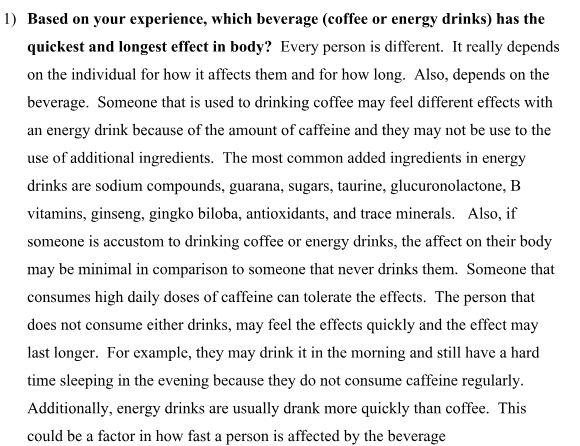 1) Based on your experience, which beverage (coffee or energy drinks) has the
quickest and longest effect in body? Every person is different. It really depends
on the individual for how it affects them and for how long. Also, depends on the
beverage. Someone that is used to drinking coffee may feel different effects with
an energy drink because of the amount of caffeine and they may not be use to the
use of additional ingredients. The most common added ingredients in energy
drinks are sodium compounds, guarana, sugars, taurine, glucuronolactone, B
vitamins, ginseng, gingko biloba, antioxidants, and trace minerals. Also, if
someone is accustom to drinking coffee or energy drinks, the affect on their body
may be minimal in comparison to someone that never drinks them. Someone that
consumes high daily doses of caffeine can tolerate the effects. The person that
does not consume either drinks, may feel the effects quickly and the effect may
last longer. For example, they may drink it in the morning and still have a hard
time sleeping in the evening because they do not consume caffeine regularly.
Additionally, energy drinks are usually drank more quickly than coffee. This
could be a factor in how fast a person is affected by the beverage